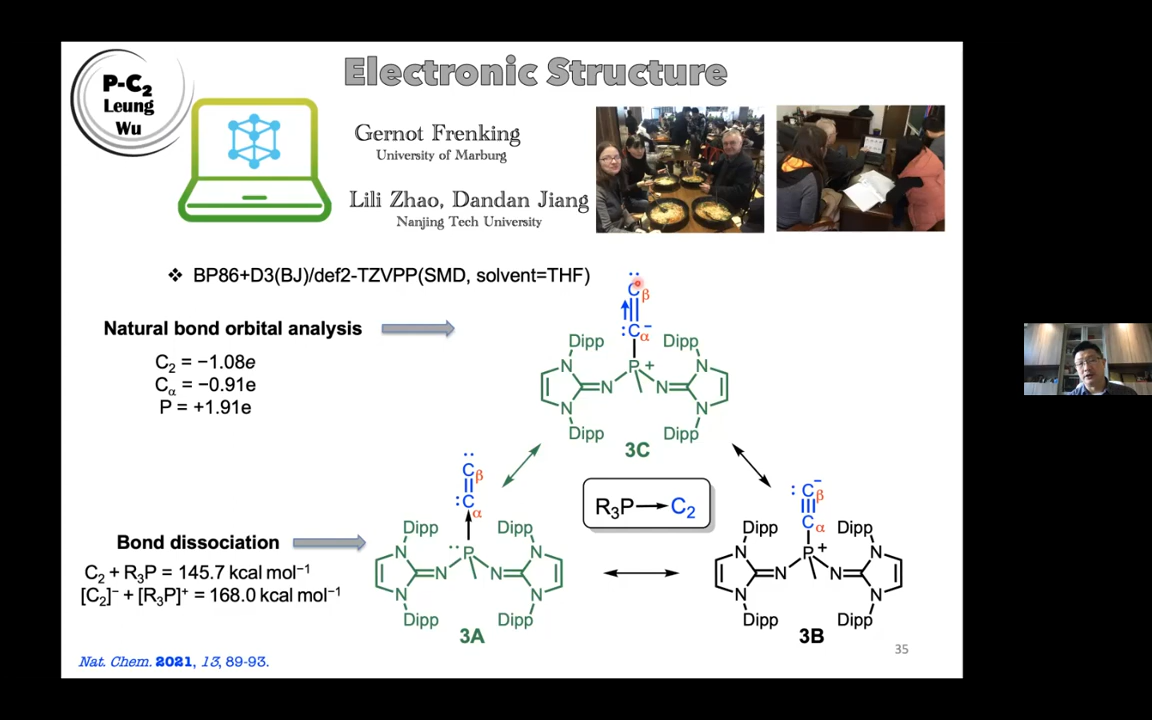 P-C₂
Leung
Wu
Electronic Structure
Gernot Frenking
University of Marburg
Lili Zhao, Dandan Jiang
Nanjing Tech University
❖ BP86+D3(BJ)/def2-TZVPP(SMD, solvent=THF)
Natural bond orbital analysis
C₂ = −1.08e
Cα = −0.91e
P = +1.91e
C β
:C⁻ α
Dipp Dipp
N P⁺ N
N N
N N
Dipp Dipp
3C
C β
:C α
Dipp Dipp
N P N
N N
N N
Dipp Dipp
3A
R₃P→C₂
:C⁻ β
C α
Dipp Dipp
N P⁺ N
N N
N N
Dipp Dipp
3B
Bond dissociation
C₂ + R₃P = 145.7 kcal mol⁻¹
[C₂]⁻ + [R₃P]⁺ = 168.0 kcal mol⁻¹
Nat. Chem. 2021, 13, 89-93.
35